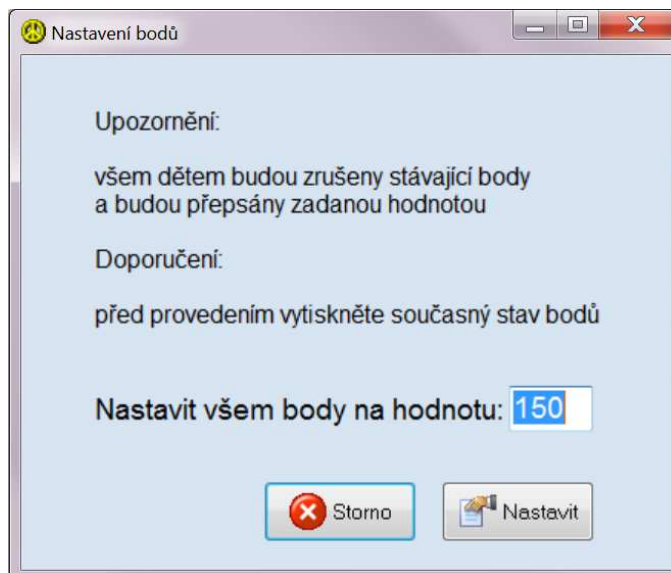 Nastavení bodů
Upozornění:
všem dětem budou zrušeny stávající body
a budou přepsány zadanou hodnotou
Doporučení:
před provedením vytiskněte současný stav bodů
Nastavit všem body na hodnotu: 150
Storno
Nastavit